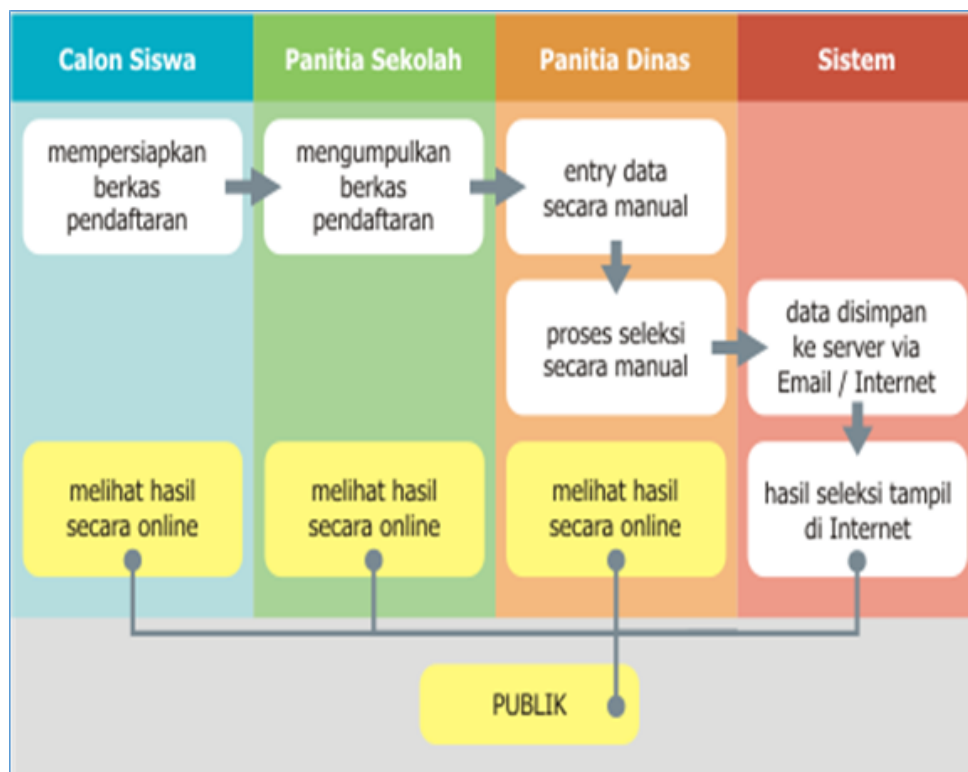 Calon Siswa
Panitia Sekolah
Panitia Dinas
Sistem
mempersiapkan
berkas
pendaftaran
mengumpulkan
berkas
pendaftaran
entry data
secara manual
proses seleksi
secara manual
data disimpan
ke server via
Email / Internet
melihat hasil
secara online
melihat hasil
secara online
melihat hasil
secara online
hasil seleksi tampil
di Internet
PUBLIK